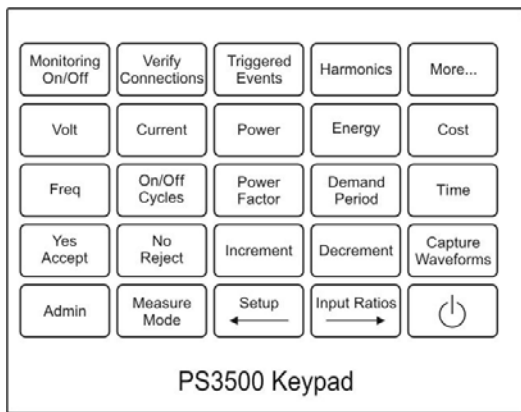 Monitoring On/Off
Verify Connections
Triggered Events
Harmonics
More...
Volt
Current
Power
Energy
Cost
Freq
On/Off Cycles
Power Factor
Demand Period
Time
Yes Accept
No Reject
Increment
Decrement
Capture Waveforms
Admin
Measure Mode
Setup
Input Ratios
PS3500 Keypad